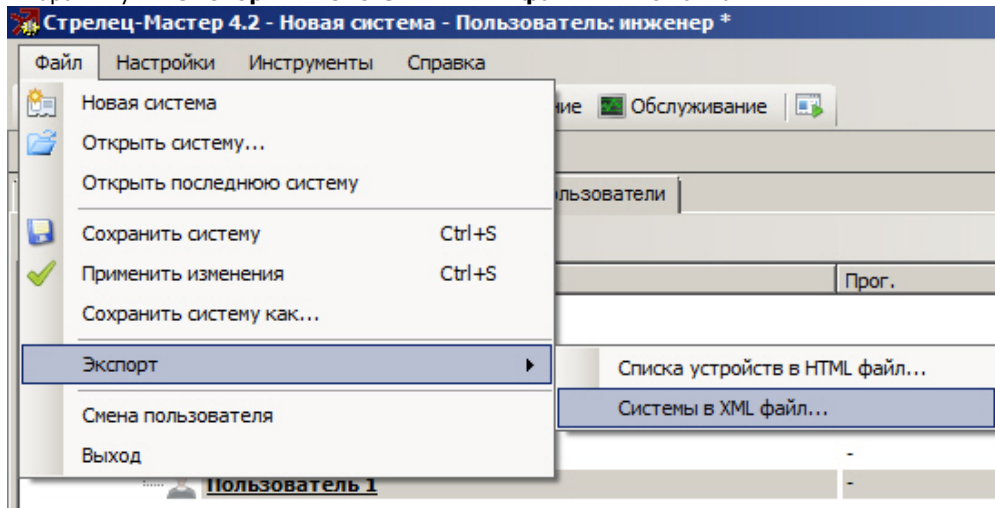 Стрелец-Мастер 4.2 - Новая система - Пользователь: инженер *
Файл Настройки Инструменты Справка
Новая система
Обслуживание
Открыть систему...
Открыть последнюю систему
Сохранить систему Ctrl+S
Применить изменения Ctrl+S
Прог.
Сохранить систему как...
Экспорт
Списка устройств в HTML файл...
Системы в XML файл...
Смена пользователя
Выход -
Пользователь 1 -